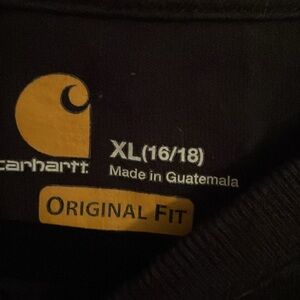 carhartt
XL(16/18)
Made in Guatemala
ORIGINAL FIT